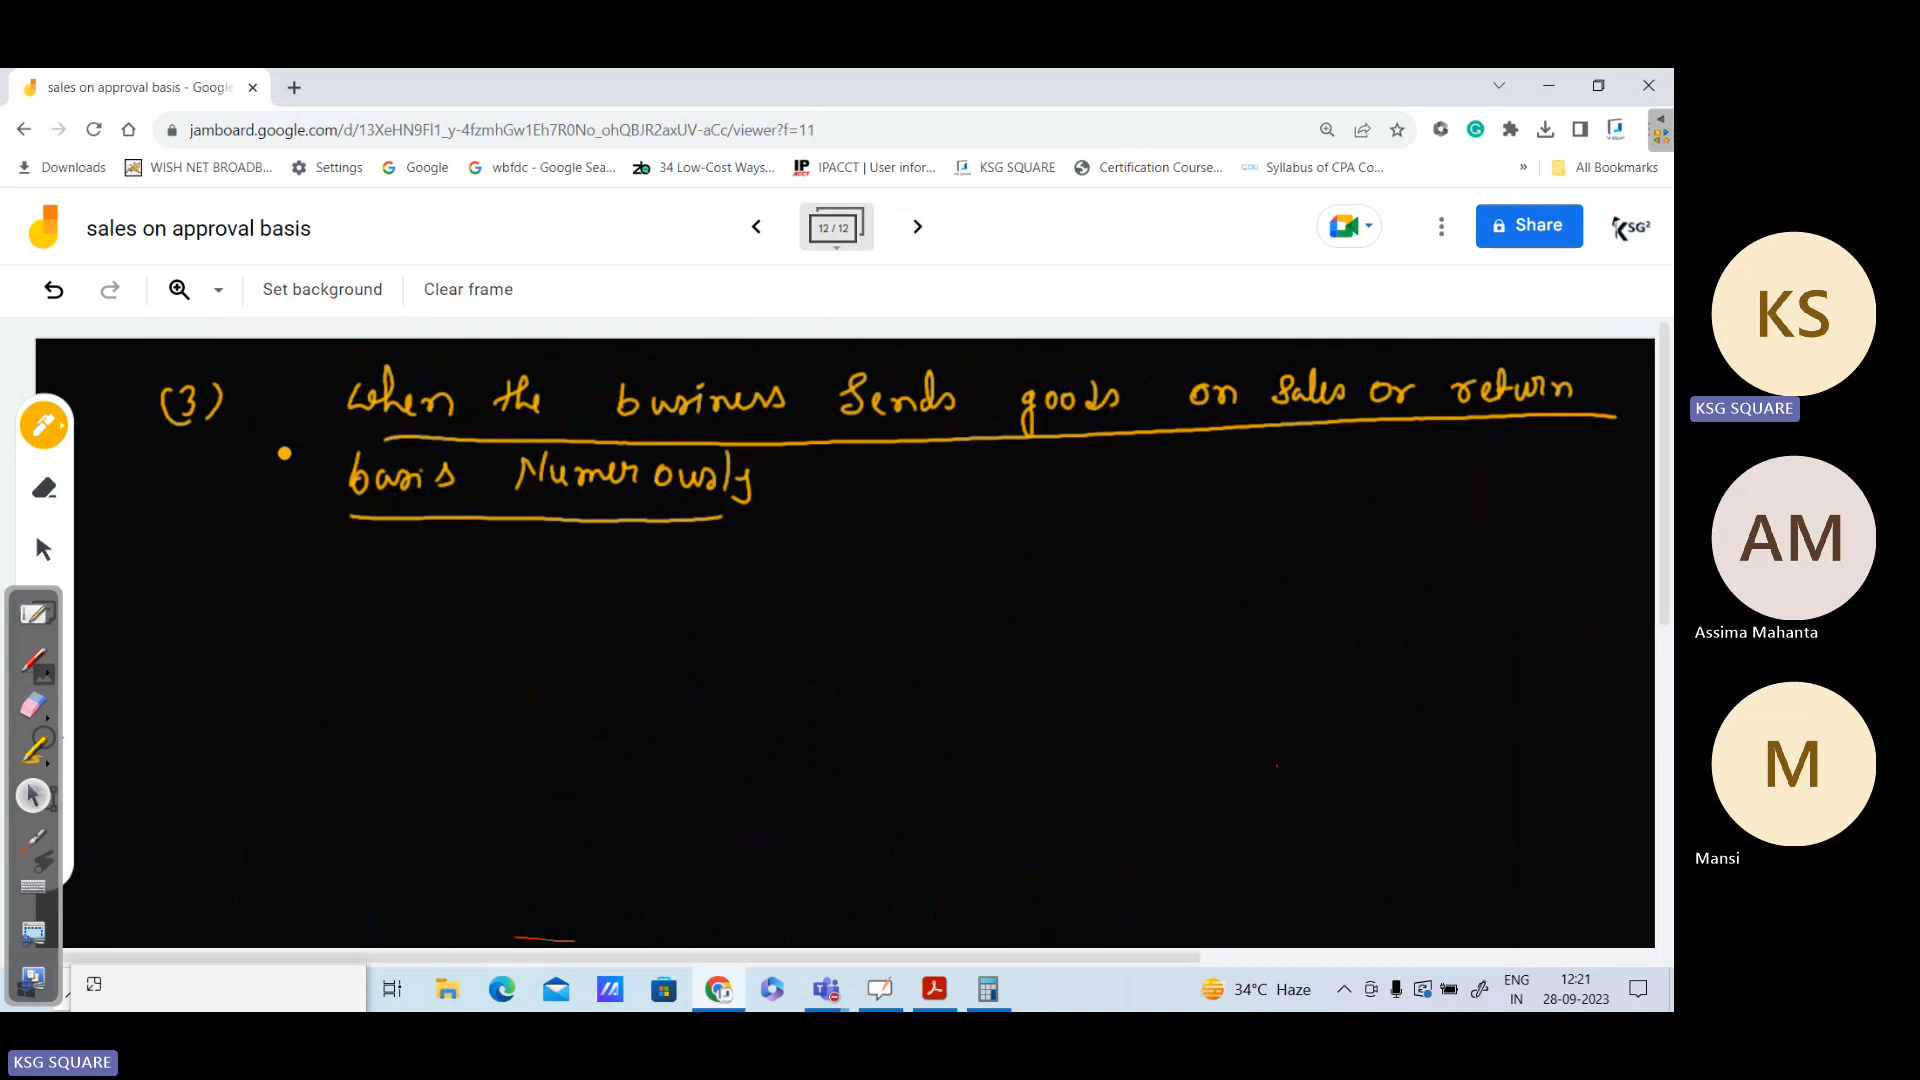 sales on approval basis - Google
jamboard.google.com/d/13XeHN9Fl1_y-4fzmhGw1Eh7R0No_ohQBJR2axUV-aCc/viewer?f=11
Downloads WISH NET BROADB... Settings Google wbfdc - Google Sea... 34 Low-Cost Ways... IPACCT | User infor... KSG SQUARE Certification Course... Syllabus of CPA Co... » All Bookmarks
sales on approval basis
12 / 12
Share
KSG²
Set background
Clear frame
(3) when the business sends goods on sales or return
basis Numerously
KS
KSG SQUARE
AM
Assima Mahanta
M
Mansi
34°C Haze
ENG
IN
12:21
28-09-2023
KSG SQUARE